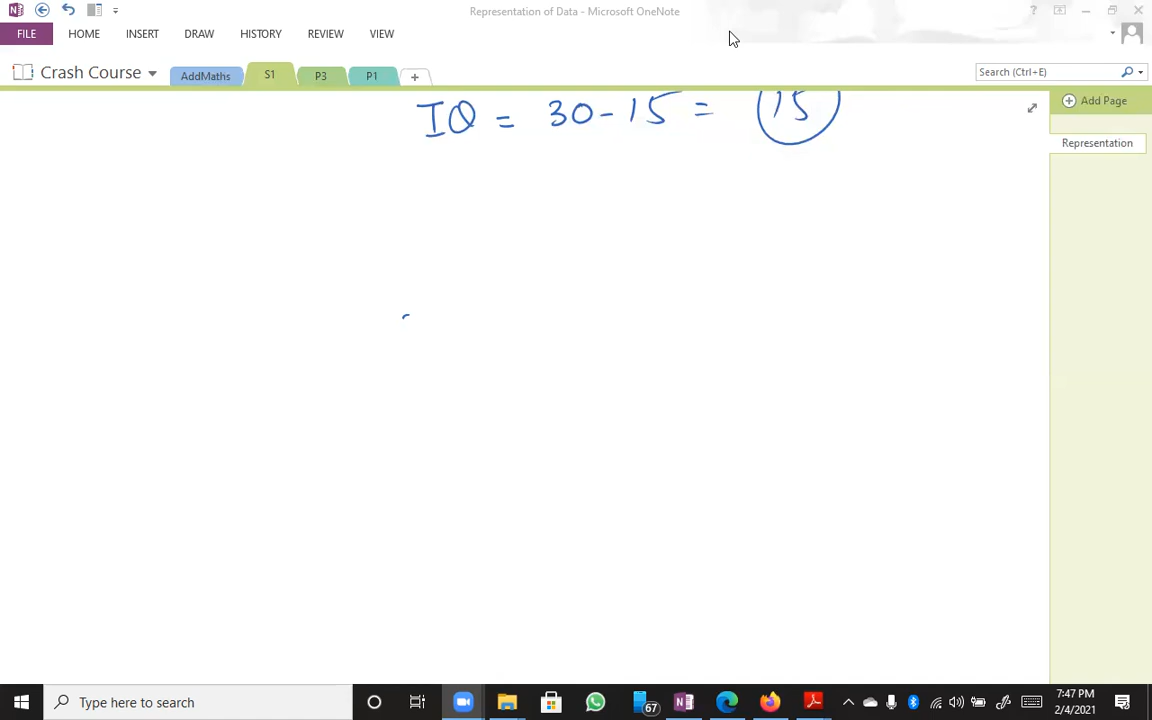 Representation of Data - Microsoft OneNote
?
FILE HOME INSERT DRAW HISTORY REVIEW VIEW
Crash Course AddMaths S1 P3 P1 + Search (Ctrl+E)
Add Page
IQ = 30 - 15 = 15
Representation
Type here to search
67
7:47 PM
2/4/2021